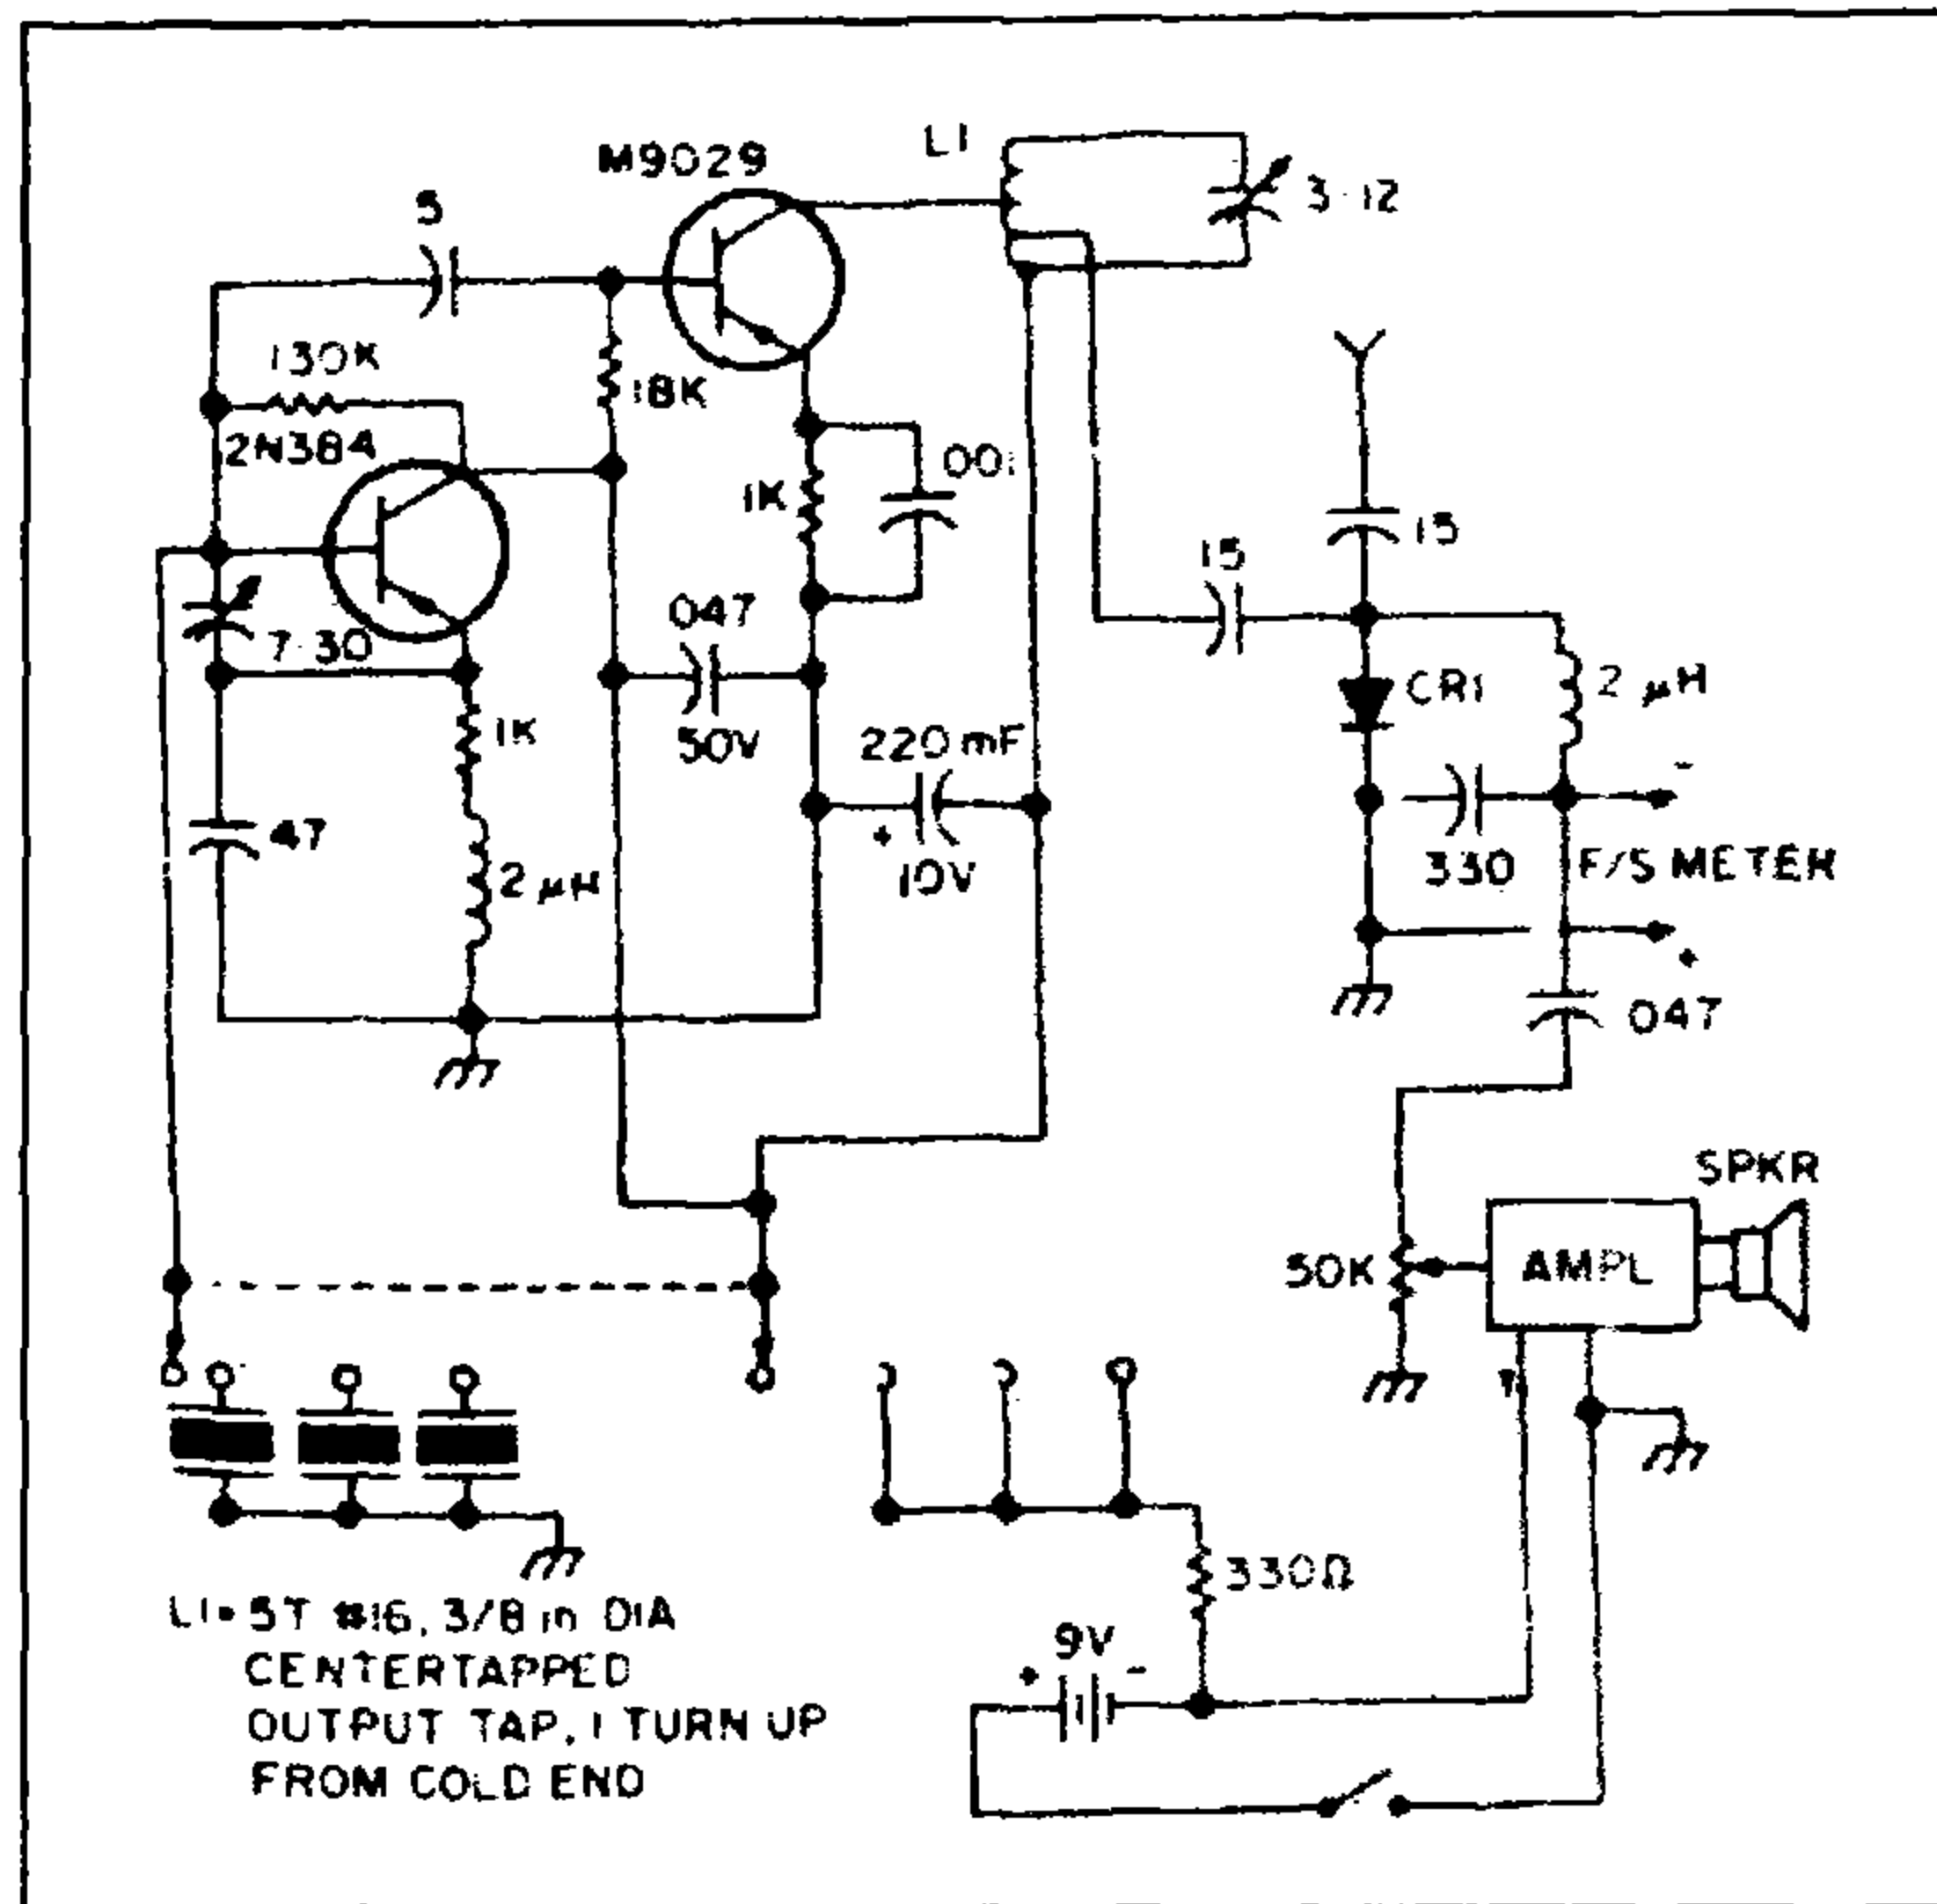 L1
M9029
3-12
5
130K
18K
2N384
001
1K
15
15
047
7-30
CR1
2 µH
1K
50V
220mF
-
47
+
10V
330
F/S METER
2 µH
+
047
SPKR
50K
AMPL
330Ω
L1 = 5T #16, 3/8 in DIA
CENTERTAPPED
OUTPUT TAP, 1 TURN UP
FROM COLD END
9V
+
-